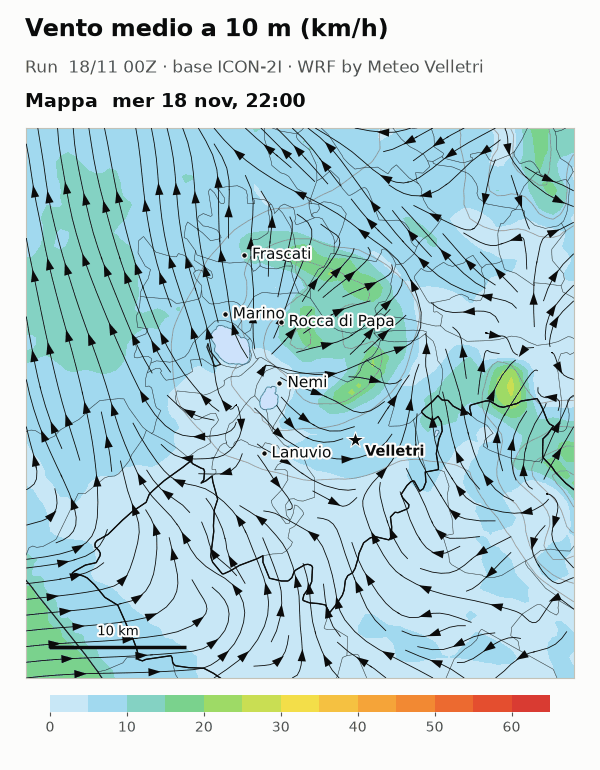 Vento medio a 10 m (km/h)
Run  18/11 00Z · base ICON-2I · WRF by Meteo Velletri
Mappa  mer 18 nov, 22:00
Frascati
Marino
Rocca di Papa
Nemi
Velletri
Lanuvio
10 km
0 10 20 30 40 50 60